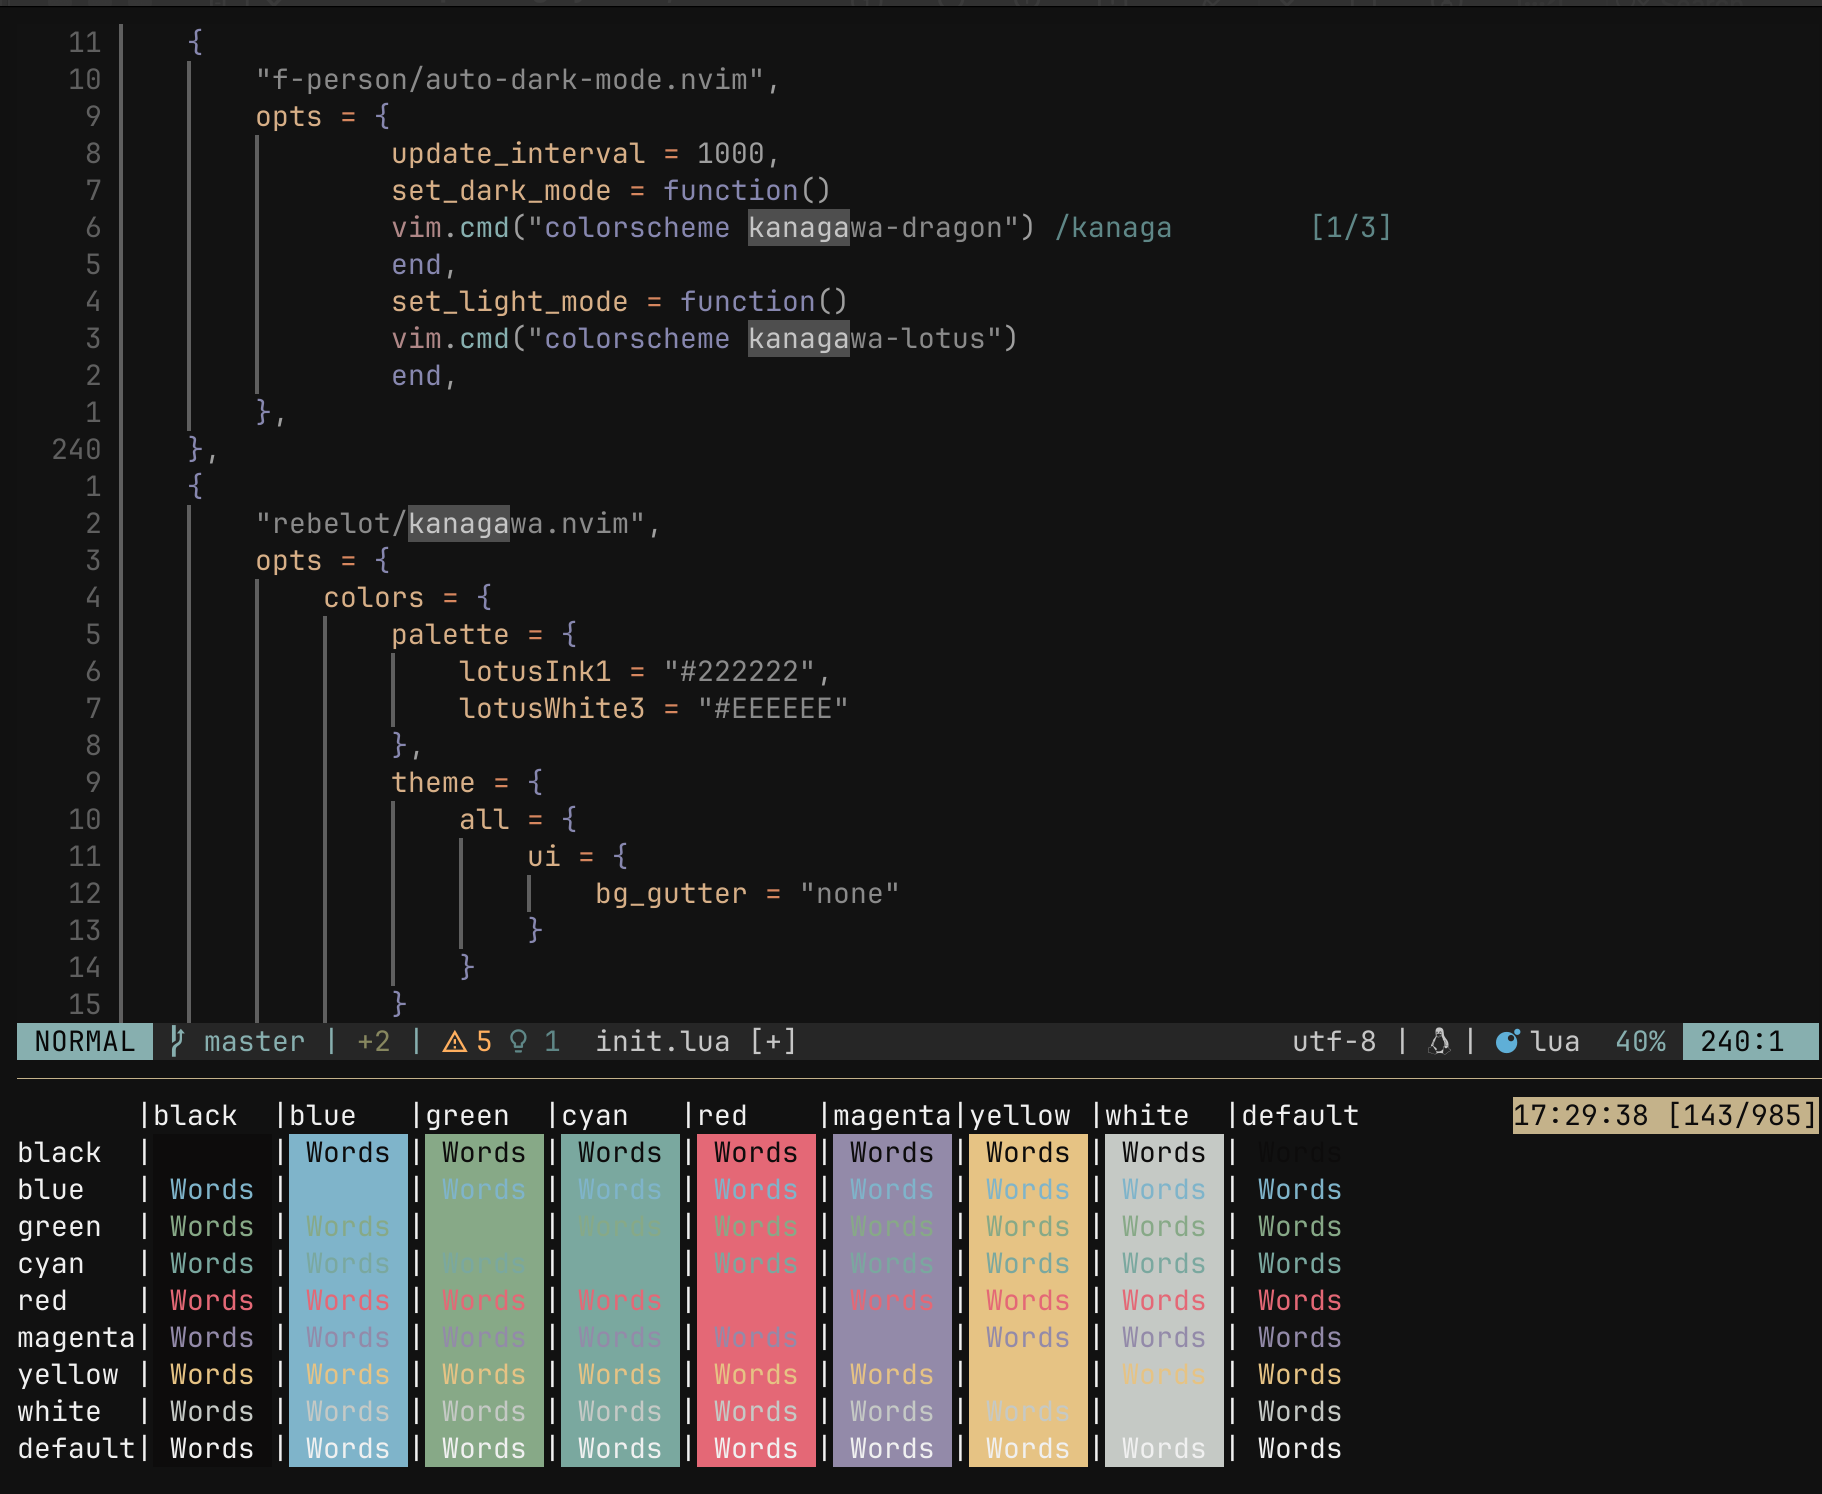 11 {
10 "f-person/auto-dark-mode.nvim",
9 opts = {
8 update_interval = 1000,
7 set_dark_mode = function()
6 vim.cmd("colorscheme kanagawa-dragon") /kanaga [1/3]
5 end,
4 set_light_mode = function()
3 vim.cmd("colorscheme kanagawa-lotus")
2 end,
1 },
240 },
1 {
2 "rebelot/kanagawa.nvim",
3 opts = {
4 colors = {
5 palette = {
6 lotusInk1 = "#222222",
7 lotusWhite3 = "#EEEEEE"
8 },
9 theme = {
10 all = {
11 ui = {
12 bg_gutter = "none"
13 }
14 }
15 }
NORMAL master | +2 | 5 1 init.lua [+] utf-8 | | lua 40% 240:1
|black |blue |green |cyan |red |magenta|yellow |white |default 17:29:38 [143/985]
black | | Words | Words | Words | Words | Words | Words | Words | Words
blue | Words | | Words | Words | Words | Words | Words | Words | Words
green | Words | Words | | Words | Words | Words | Words | Words | Words
cyan | Words | Words | Words | | Words | Words | Words | Words | Words
red | Words | Words | Words | Words | | Words | Words | Words | Words
magenta| Words | Words | Words | Words | Words | | Words | Words | Words
yellow | Words | Words | Words | Words | Words | Words | | Words | Words
white | Words | Words | Words | Words | Words | Words | Words | | Words
default| Words | Words | Words | Words | Words | Words | Words | Words | Words